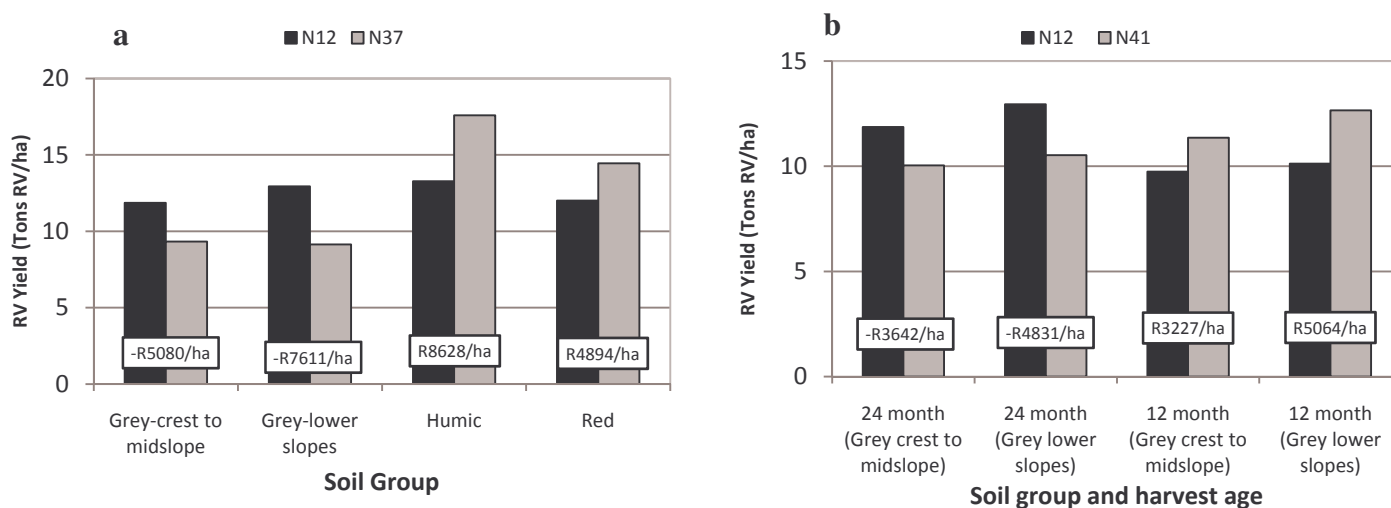 a
N12 N37
RV Yield (Tons RV/ha)
20
15
10
5
0
-R5080/ha
-R7611/ha
R8628/ha
R4894/ha
Grey-crest to
midslope
Grey-lower
slopes
Humic
Red
Soil Group
b
N12 N41
RV Yield (Tons RV/ha)
15
10
5
0
-R3642/ha
-R4831/ha
R3227/ha
R5064/ha
24 month
(Grey crest to
midslope)
24 month
(Grey lower
slopes)
12 month
(Grey crest to
midslope)
12 month
(Grey lower
slopes)
Soil group and harvest age